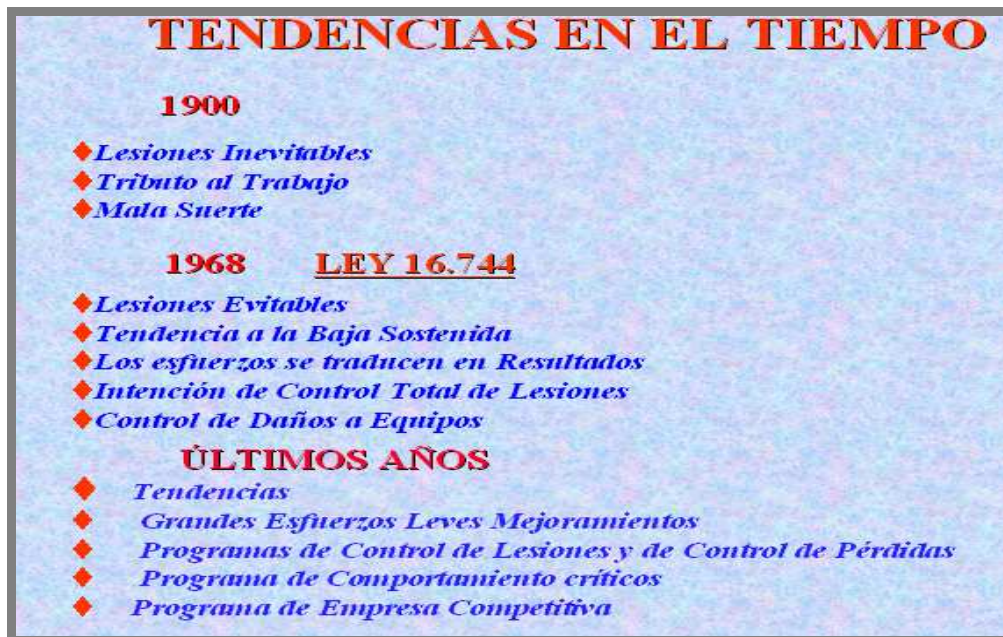 TENDENCIAS EN EL TIEMPO
1900
Lesiones Inevitables
Tributo al Trabajo
Mala Suerte
1968 LEY 16.744
Lesiones Evitables
Tendencia a la Baja Sostenida
Los esfuerzos se traducen en Resultados
Intención de Control Total de Lesiones
Control de Daños a Equipos
ÚLTIMOS AÑOS
Tendencias
Grandes Esfuerzos Leves Mejoramientos
Programas de Control de Lesiones y de Control de Pérdidas
Programa de Comportamiento críticos
Programa de Empresa Competitiva